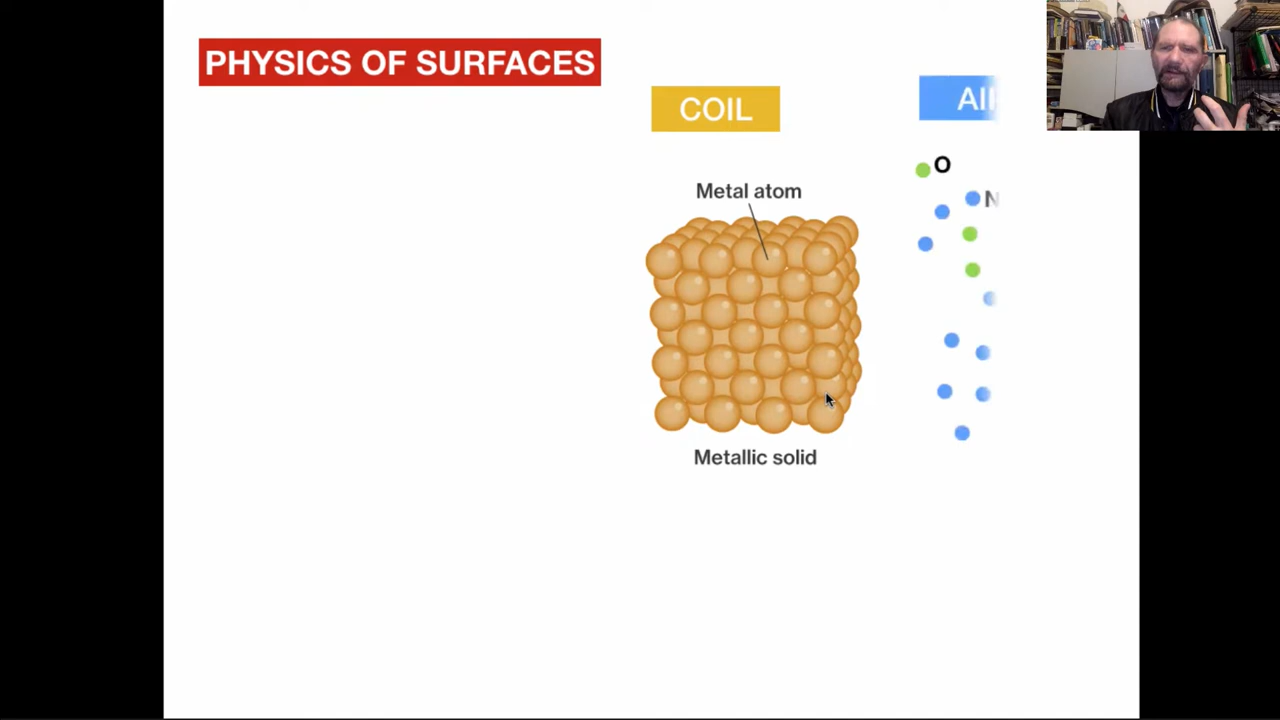 PHYSICS OF SURFACES
COIL
O
Metal atom
N
Metallic solid